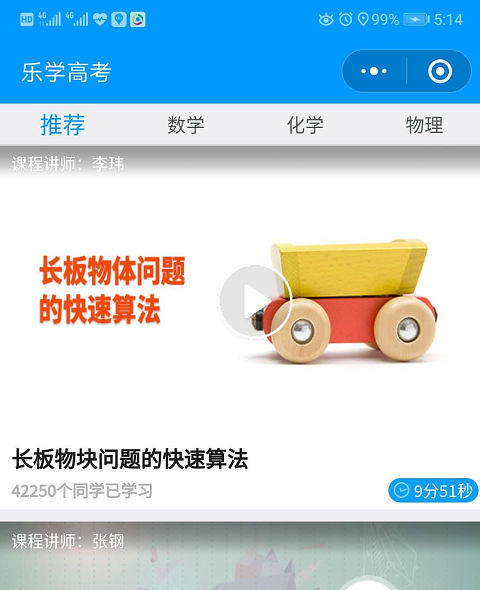 HD 4G 4G 99% 5:14
乐学高考
推荐 数学 化学 物理
课程讲师：李玮
长板物体问题
的快速算法
长板物块问题的快速算法
42250个同学已学习 9分51秒
课程讲师：张钢